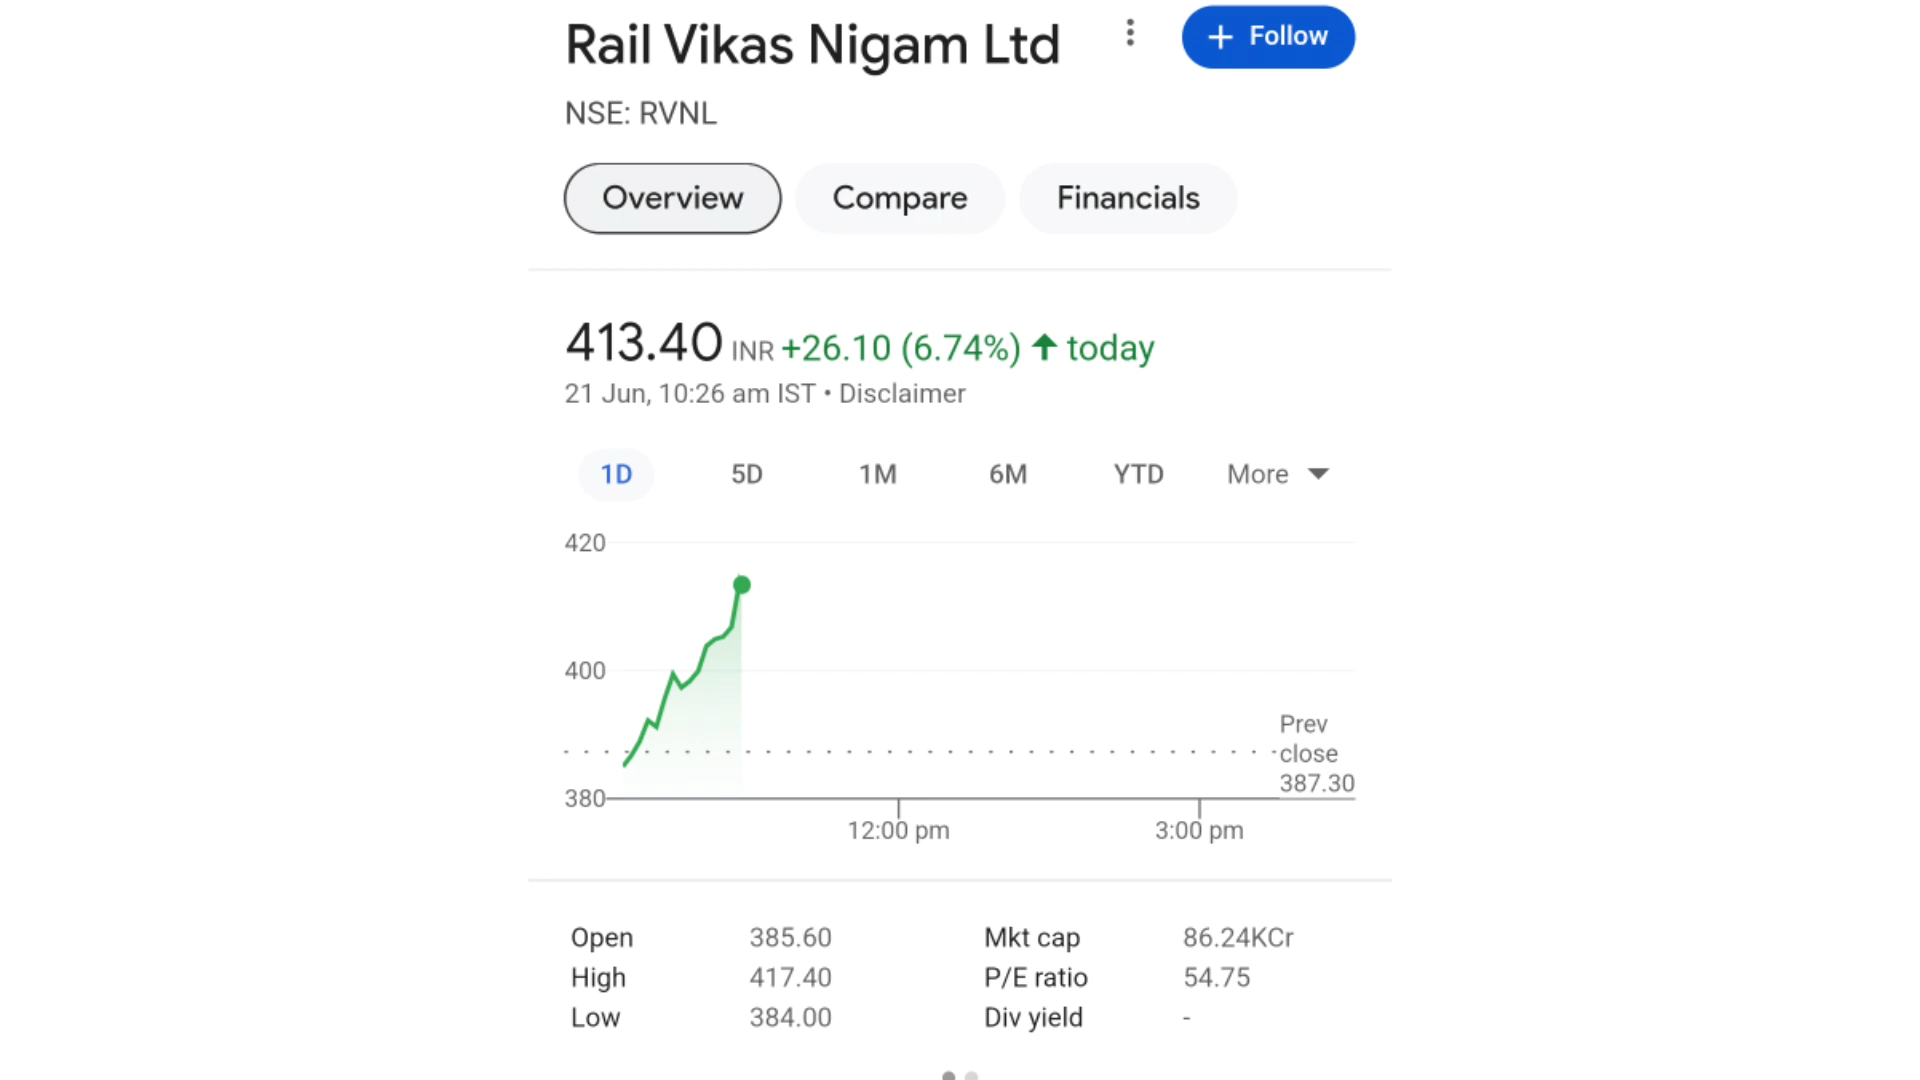 Rail Vikas Nigam Ltd
+ Follow
NSE: RVNL
Overview Compare Financials
413.40 INR +26.10 (6.74%) ↑ today
21 Jun, 10:26 am IST • Disclaimer
1D 5D 1M 6M YTD More
420
400
Prev
close
387.30
380
12:00 pm 3:00 pm
Open 385.60 Mkt cap 86.24KCr
High 417.40 P/E ratio 54.75
Low 384.00 Div yield -